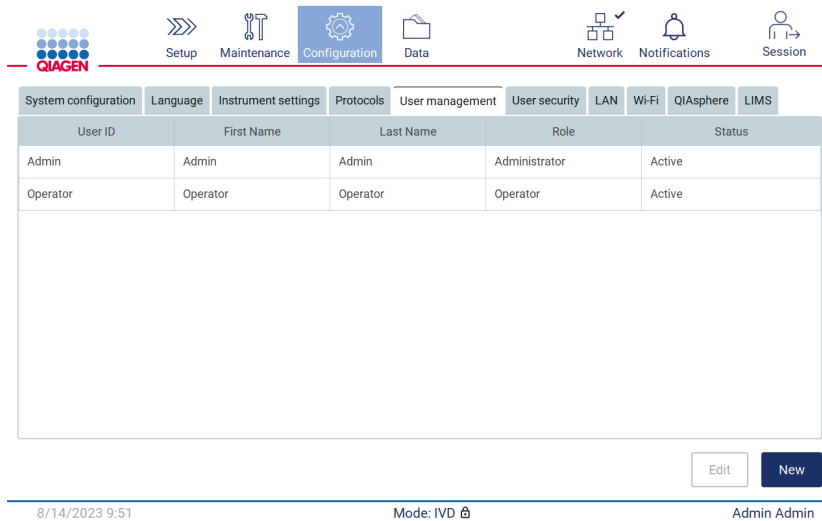 QIAGEN
Setup Maintenance Configuration Data Network Notifications Session
System configuration Language Instrument settings Protocols User management User security LAN Wi-Fi QIAsphere LIMS
User ID First Name Last Name Role Status
Admin Admin Admin Administrator Active
Operator Operator Operator Operator Active
Edit New
8/14/2023 9:51 Mode: IVD Admin Admin